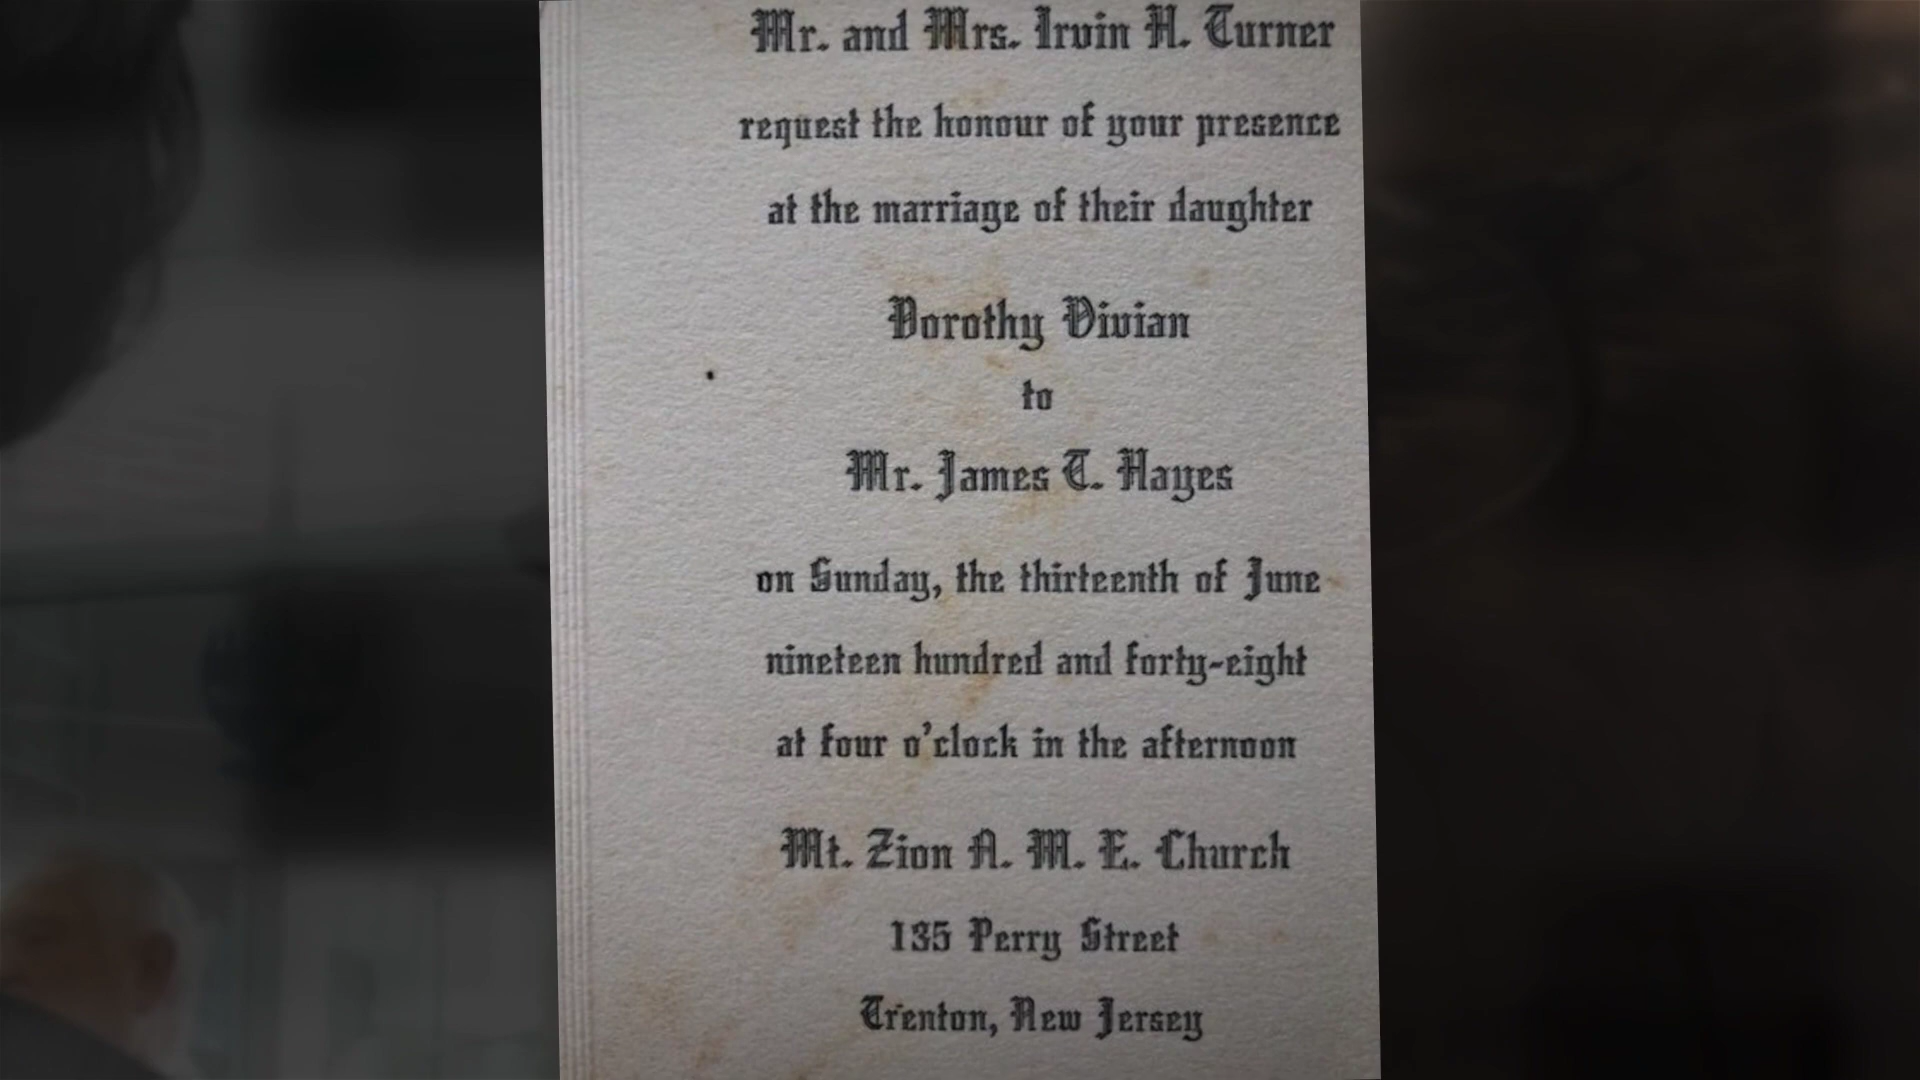 Mr. and Mrs. Irvin H. Turner
request the honour of your presence
at the marriage of their daughter
Dorothy Vivian
to
Mr. James T. Hayes
on Sunday, the thirteenth of June
nineteen hundred and forty-eight
at four o'clock in the afternoon
Mt. Zion A. M. E. Church
135 Perry Street
Trenton, New Jersey